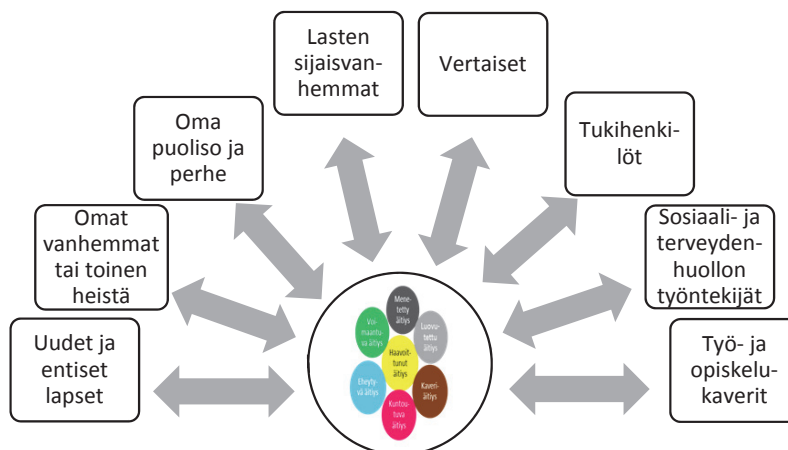 Lasten
sijaisvan-
hemmat
Vertaiset
Oma
puoliso ja
perhe
Tukihenki-
löt
Omat
vanhemmat
tai toinen
heistä
Sosiaali- ja
terveyden-
huollon
työntekijät
Uudet ja
entiset
lapset
Työ- ja
opiskelu-
kaverit
Mene-
tetty
äitiys
Voi-
maantu-
va äitiys
Luovu-
tettu
äitiys
Haavoit-
tunut
äitiys
Eheyty-
vä äitiys
Kaveri-
äitiys
Kuntou-
tuva
äitiys